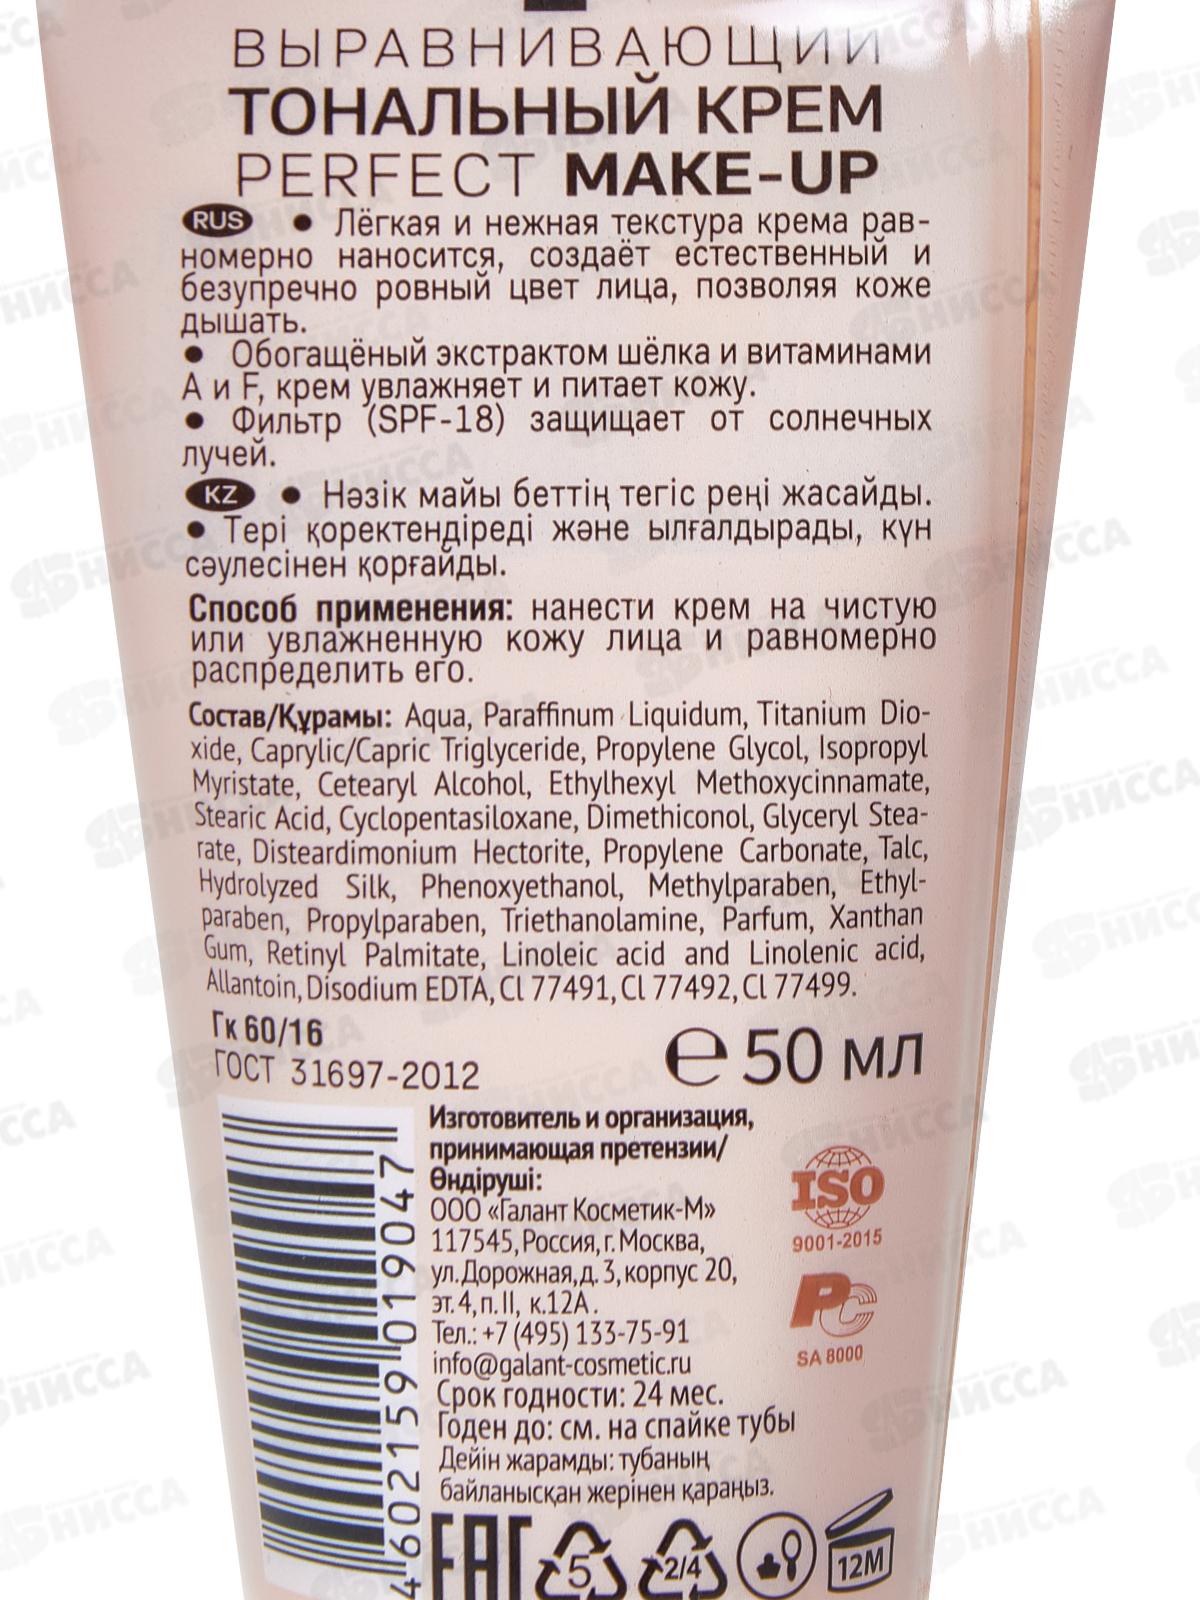 ВЫРАВНИВАЮЩИЙ
ТОНАЛЬНЫЙ КРЕМ
PERFECT MAKE-UP
RUS • Лёгкая и нежная текстура крема рав-
номерно наносится, создаёт естественный и
безупречно ровный цвет лица, позволяя коже
дышать.
• Обогащёный экстрактом шёлка и витаминами
А и F, крем увлажняет и питает кожу.
• Фильтр (SPF-18) защищает от солнечных
лучей.
KZ • Нәзік майы беттің тегіс реңі жасайды.
• Тері қоректендіреді және ылғалдырады, күн
сәулесінен қорғайды.
Способ применения: нанести крем на чистую
или увлажненную кожу лица и равномерно
распределить его.
Состав/Құрамы: Aqua, Paraffinum Liquidum, Titanium Dio-
xide, Caprylic/Capric Triglyceride, Propylene Glycol, Isopropyl
Myristate, Cetearyl Alcohol, Ethylhexyl Methoxycinnamate,
Stearic Acid, Cyclopentasiloxane, Dimethiconol, Glyceryl Stea-
rate, Disteardimonium Hectorite, Propylene Carbonate, Talc,
Hydrolyzed Silk, Phenoxyethanol, Methylparaben, Ethyl-
paraben, Propylparaben, Triethanolamine, Parfum, Xanthan
Gum, Retinyl Palmitate, Linoleic acid and Linolenic acid,
Allantoin, Disodium EDTA, Cl 77491, Cl 77492, Cl 77499.
Гк 60/16
ГОСТ 31697-2012
℮ 50 мл
Изготовитель и организация,
принимающая претензии/
Өндіруші:
ООО «Галант Косметик-М»
117545, Россия, г. Москва,
ул. Дорожная, д. 3, корпус 20,
эт. 4, п. II, к.12А.
Тел.: +7 (495) 133-75-91
info@galant-cosmetic.ru
Срок годности: 24 мес.
Годен до: см. на спайке тубы
Дейін жарамды: тубаның
байланысқан жерінен қараңыз.
ISO
9001-2015
РС
SA 8000
4 602159 019047
EAC
5
2/4
12M
НИССА